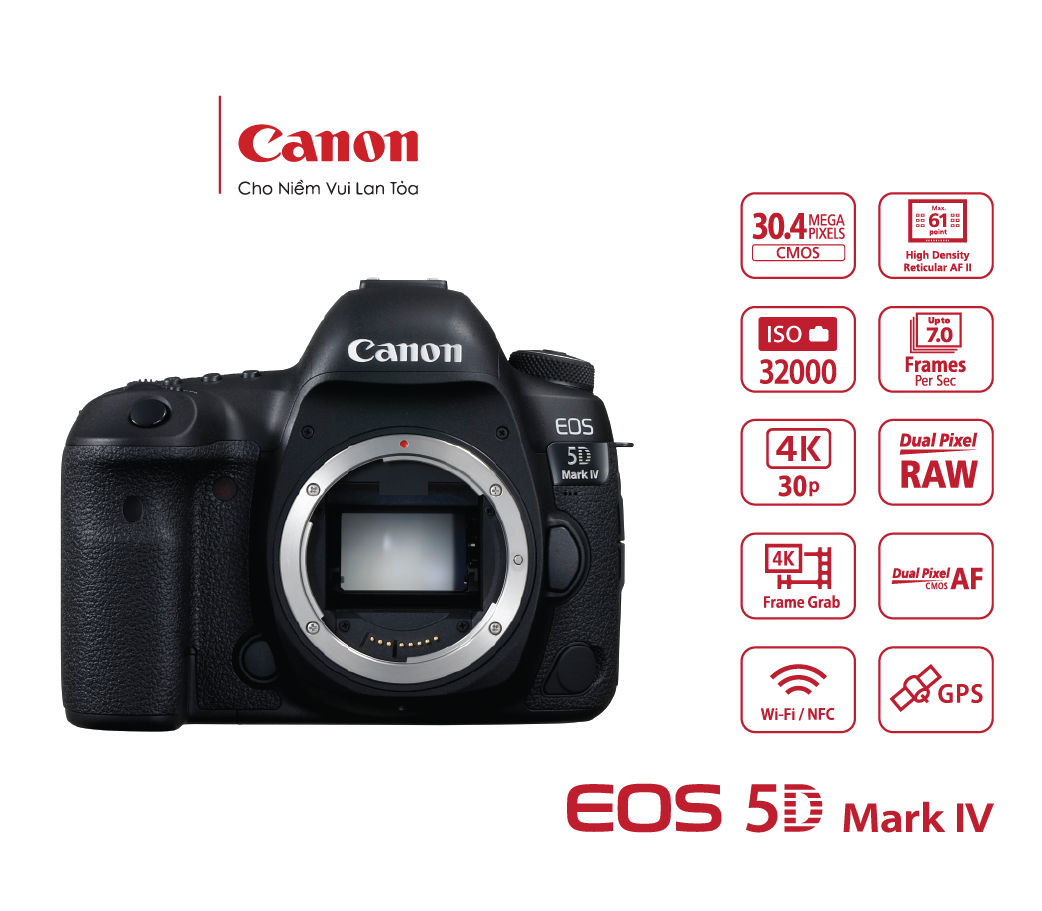 Canon
Cho Niềm Vui Lan Tỏa
Canon
EOS
5D
Mark IV
30.4 MEGA PIXELS
CMOS
Max.
61
point
High Density
Reticular AF II
ISO
32000
Up to
7.0
Frames
Per Sec
4K
30p
Dual Pixel
RAW
4K
Frame Grab
Dual Pixel CMOS AF
Wi-Fi / NFC
GPS
EOS 5D Mark IV